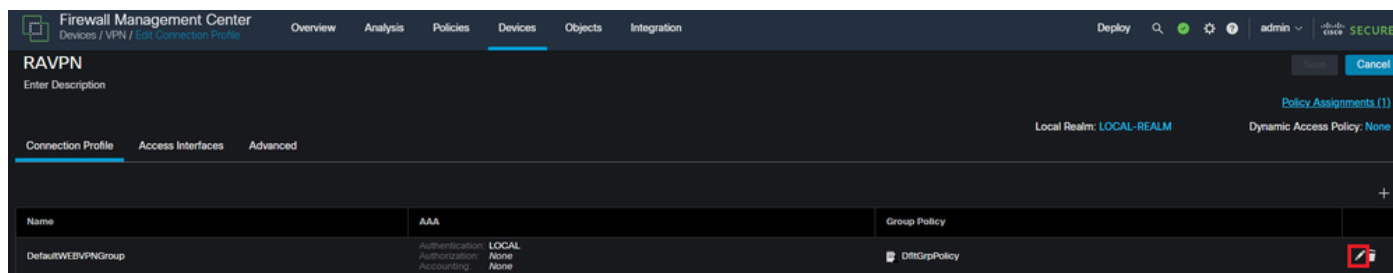 Firewall Management Center
Devices / VPN / Edit Connection Profile
Overview Analysis Policies Devices Objects Integration Deploy admin cisco SECURE
RAVPN
Save Cancel
Enter Description
Policy Assignments (1)
Local Realm: LOCAL-REALM Dynamic Access Policy: None
Connection Profile Access Interfaces Advanced
Name AAA Group Policy
Authentication: LOCAL
DefaultWEBVPNGroup Authorization: None DfltGrpPolicy
Accounting: None